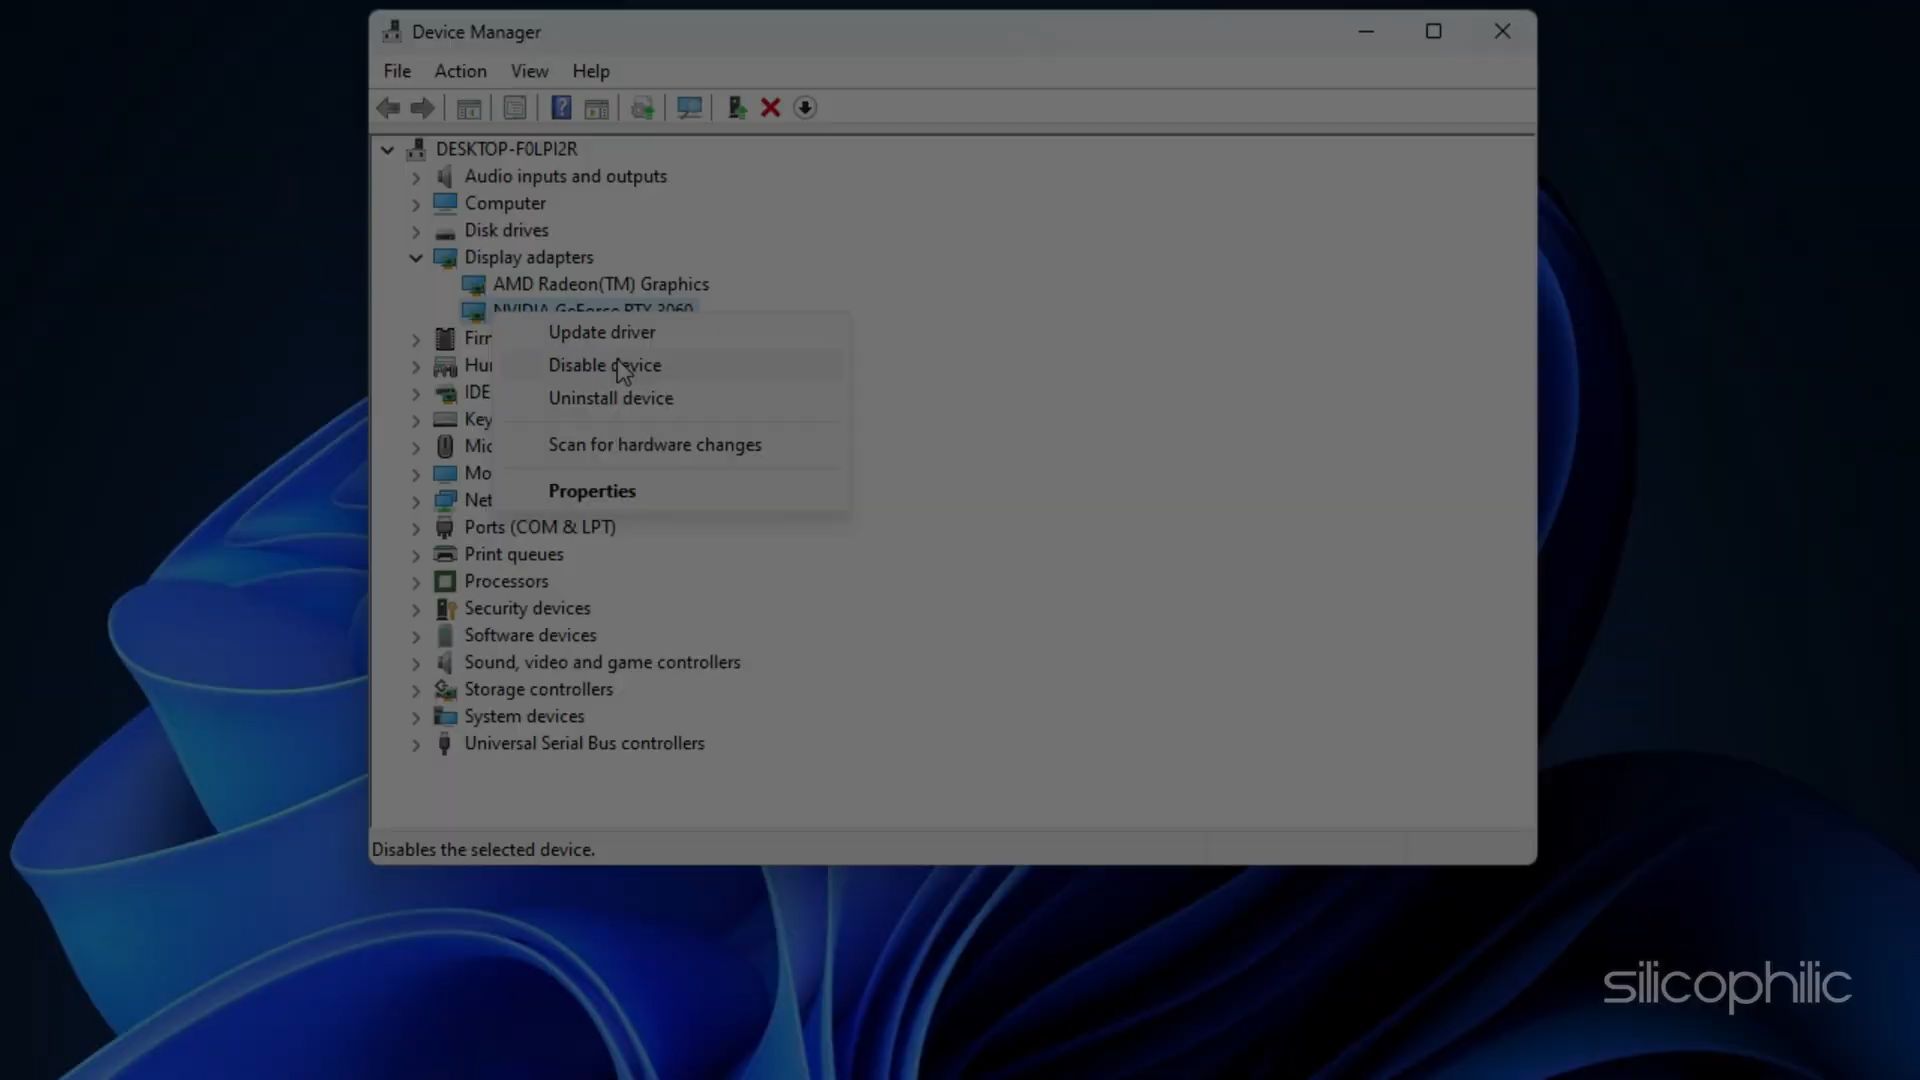 Device Manager
File Action View Help
DESKTOP-F0LPI2R
Audio inputs and outputs
Computer
Disk drives
Display adapters
AMD Radeon(TM) Graphics
NVIDIA GeForce RTX 3060
Update driver
Firr
Disable device
Hu
Uninstall device
IDE
Key
Scan for hardware changes
Mic
Mo
Properties
Net
Ports (COM & LPT)
Print queues
Processors
Security devices
Software devices
Sound, video and game controllers
Storage controllers
System devices
Universal Serial Bus controllers
Disables the selected device.
silicophilic